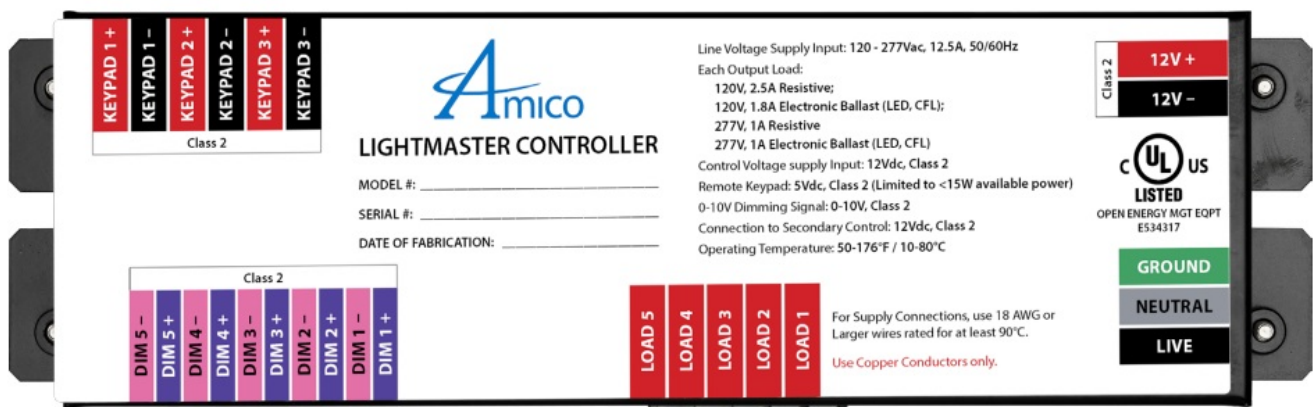 KEYPAD 1 +
KEYPAD 1 –
KEYPAD 2 +
KEYPAD 2 –
KEYPAD 3 +
KEYPAD 3 –
Class 2
Amico
LIGHTMASTER CONTROLLER
MODEL #:
SERIAL #:
DATE OF FABRICATION:
Line Voltage Supply Input: 120 - 277Vac, 12.5A, 50/60Hz
Each Output Load:
120V, 2.5A Resistive;
120V, 1.8A Electronic Ballast (LED, CFL);
277V, 1A Resistive
277V, 1A Electronic Ballast (LED, CFL)
Control Voltage supply Input: 12Vdc, Class 2
Remote Keypad: 5Vdc, Class 2 (Limited to <15W available power)
0-10V Dimming Signal: 0-10V, Class 2
Connection to Secondary Control: 12Vdc, Class 2
Operating Temperature: 50-176°F / 10-80°C
Class 2
12V +
12V –
C UL US
LISTED
OPEN ENERGY MGT EQPT
E534317
Class 2
DIM 5 –
DIM 5 +
DIM 4 –
DIM 4 +
DIM 3 –
DIM 3 +
DIM 2 –
DIM 2 +
DIM 1 –
DIM 1 +
LOAD 5
LOAD 4
LOAD 3
LOAD 2
LOAD 1
For Supply Connections, use 18 AWG or
Larger wires rated for at least 90°C.
Use Copper Conductors only.
GROUND
NEUTRAL
LIVE